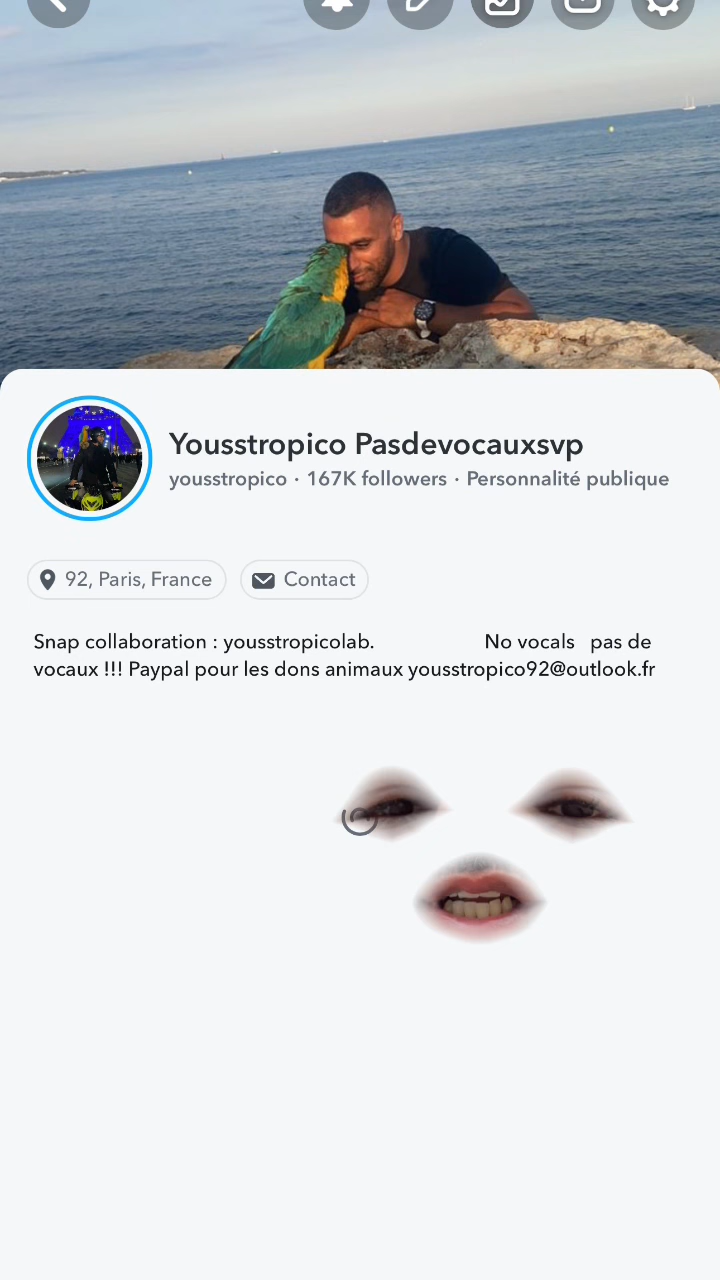 Yousstropico Pasdevocauxsvp
yousstropico · 167K followers · Personnalité publique
92, Paris, France
Contact
Snap collaboration : yousstropicolab. No vocals pas de
vocaux !!! Paypal pour les dons animaux yousstropico92@outlook.fr